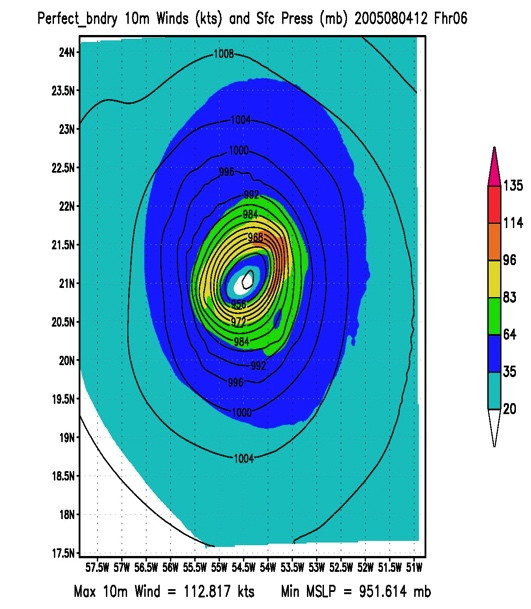 Perfect_bndry 10m Winds (kts) and Sfc Press (mb) 2005080412 Fhr06
24N
23.5N
23N
22.5N
22N
21.5N
21N
20.5N
20N
19.5N
19N
18.5N
18N
17.5N
1008
1004
1000
996
992
984
968
956
972
984
992
996
1000
1004
135
114
96
83
64
35
20
57.5W 57W 56.5W 56W 55.5W 55W 54.5W 54W 53.5W 53W 52.5W 52W 51.5W 51W
Max 10m Wind = 112.817 kts Min MSLP = 951.614 mb